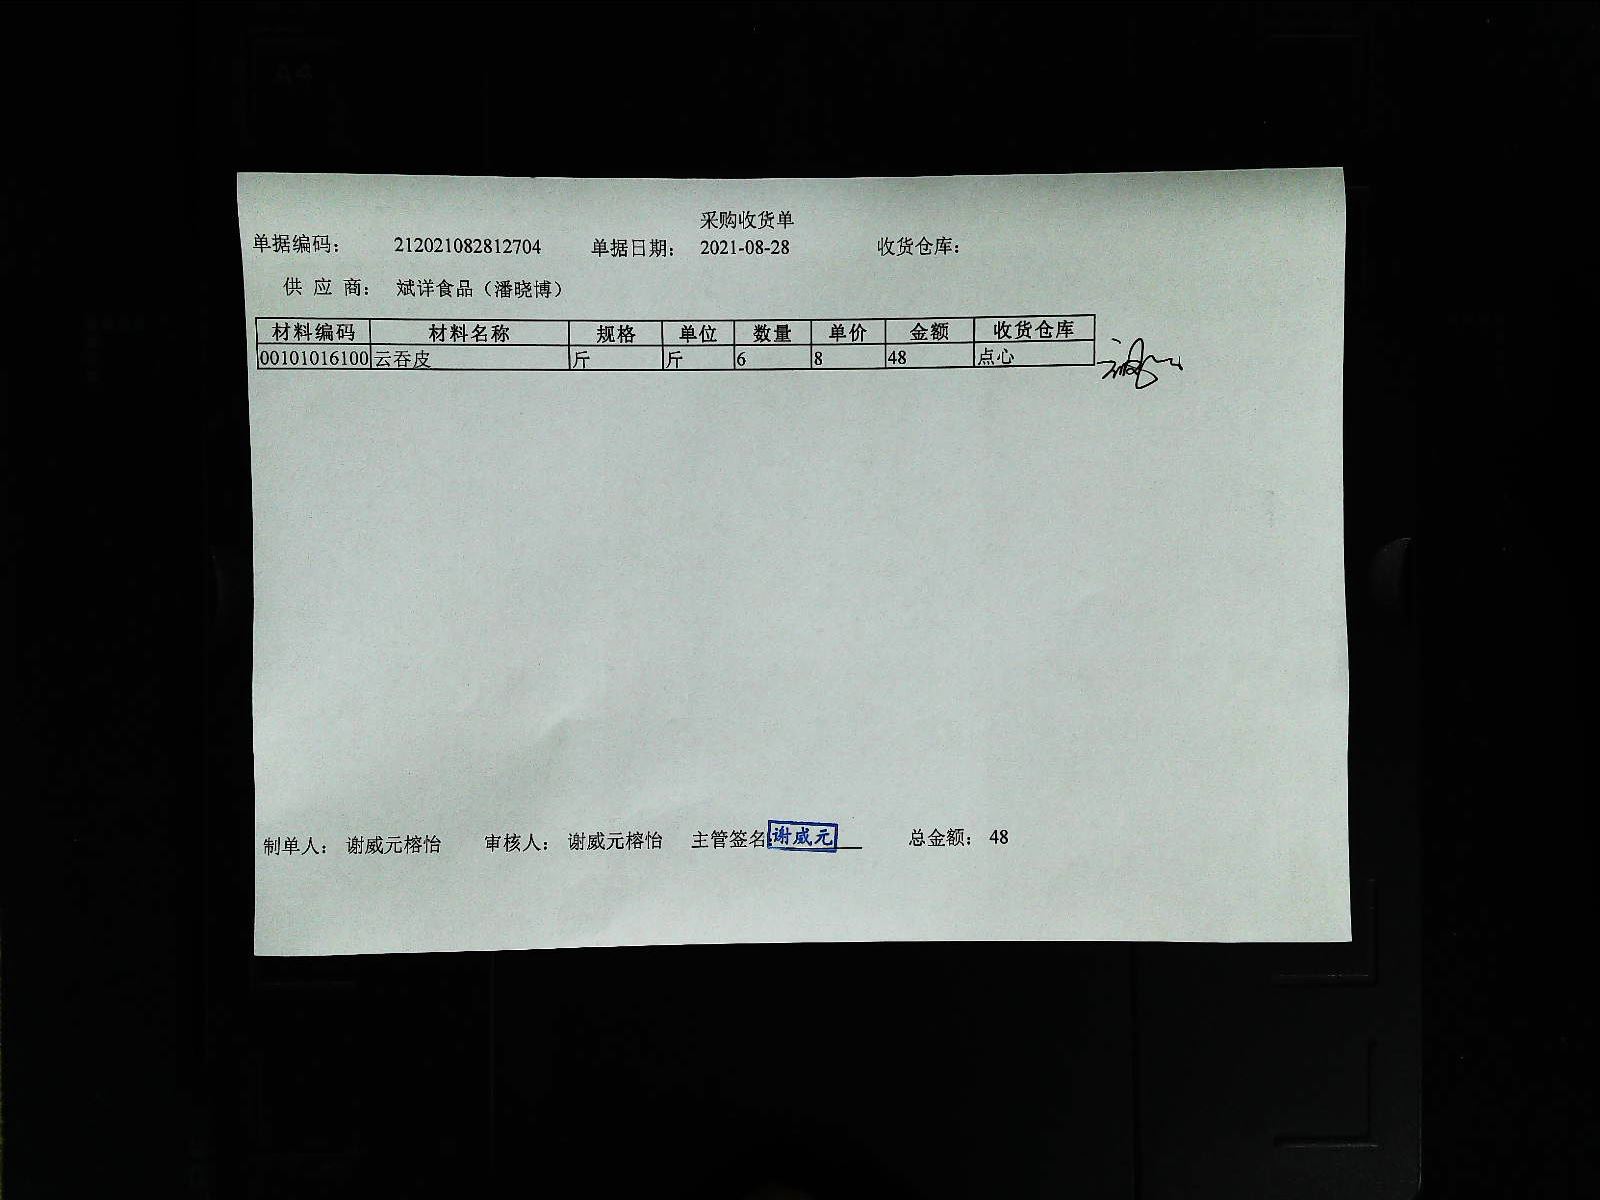 采购收货单
单据编码： 212021082812704 单据日期： 2021-08-28 收货仓库：
供 应 商： 斌洋食品（潘晓博）
材料编码 材料名称 规格 单位 数量 单价 金额 收货仓库
00101016100 云吞皮 斤 斤 6 8 48 点心
制单人： 谢威元榕怡 审核人： 谢威元榕怡 主管签名：谢威元 总金额： 48